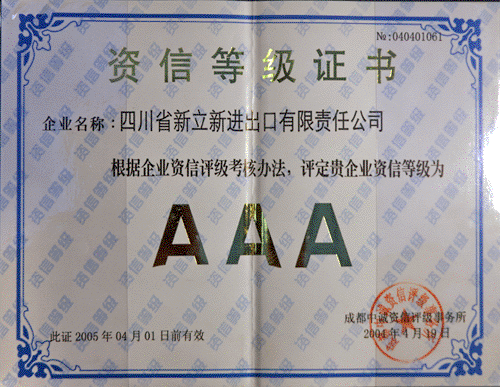 №:040401061
资信等级证书
企业名称：四川省新立新进出口有限责任公司
根据企业资信评级考核办法，评定贵企业资信等级为
AAA
成都中诚资信评级事务所
此证 2005 年 04 月 01 日前有效
2004 年 4 月 19 日